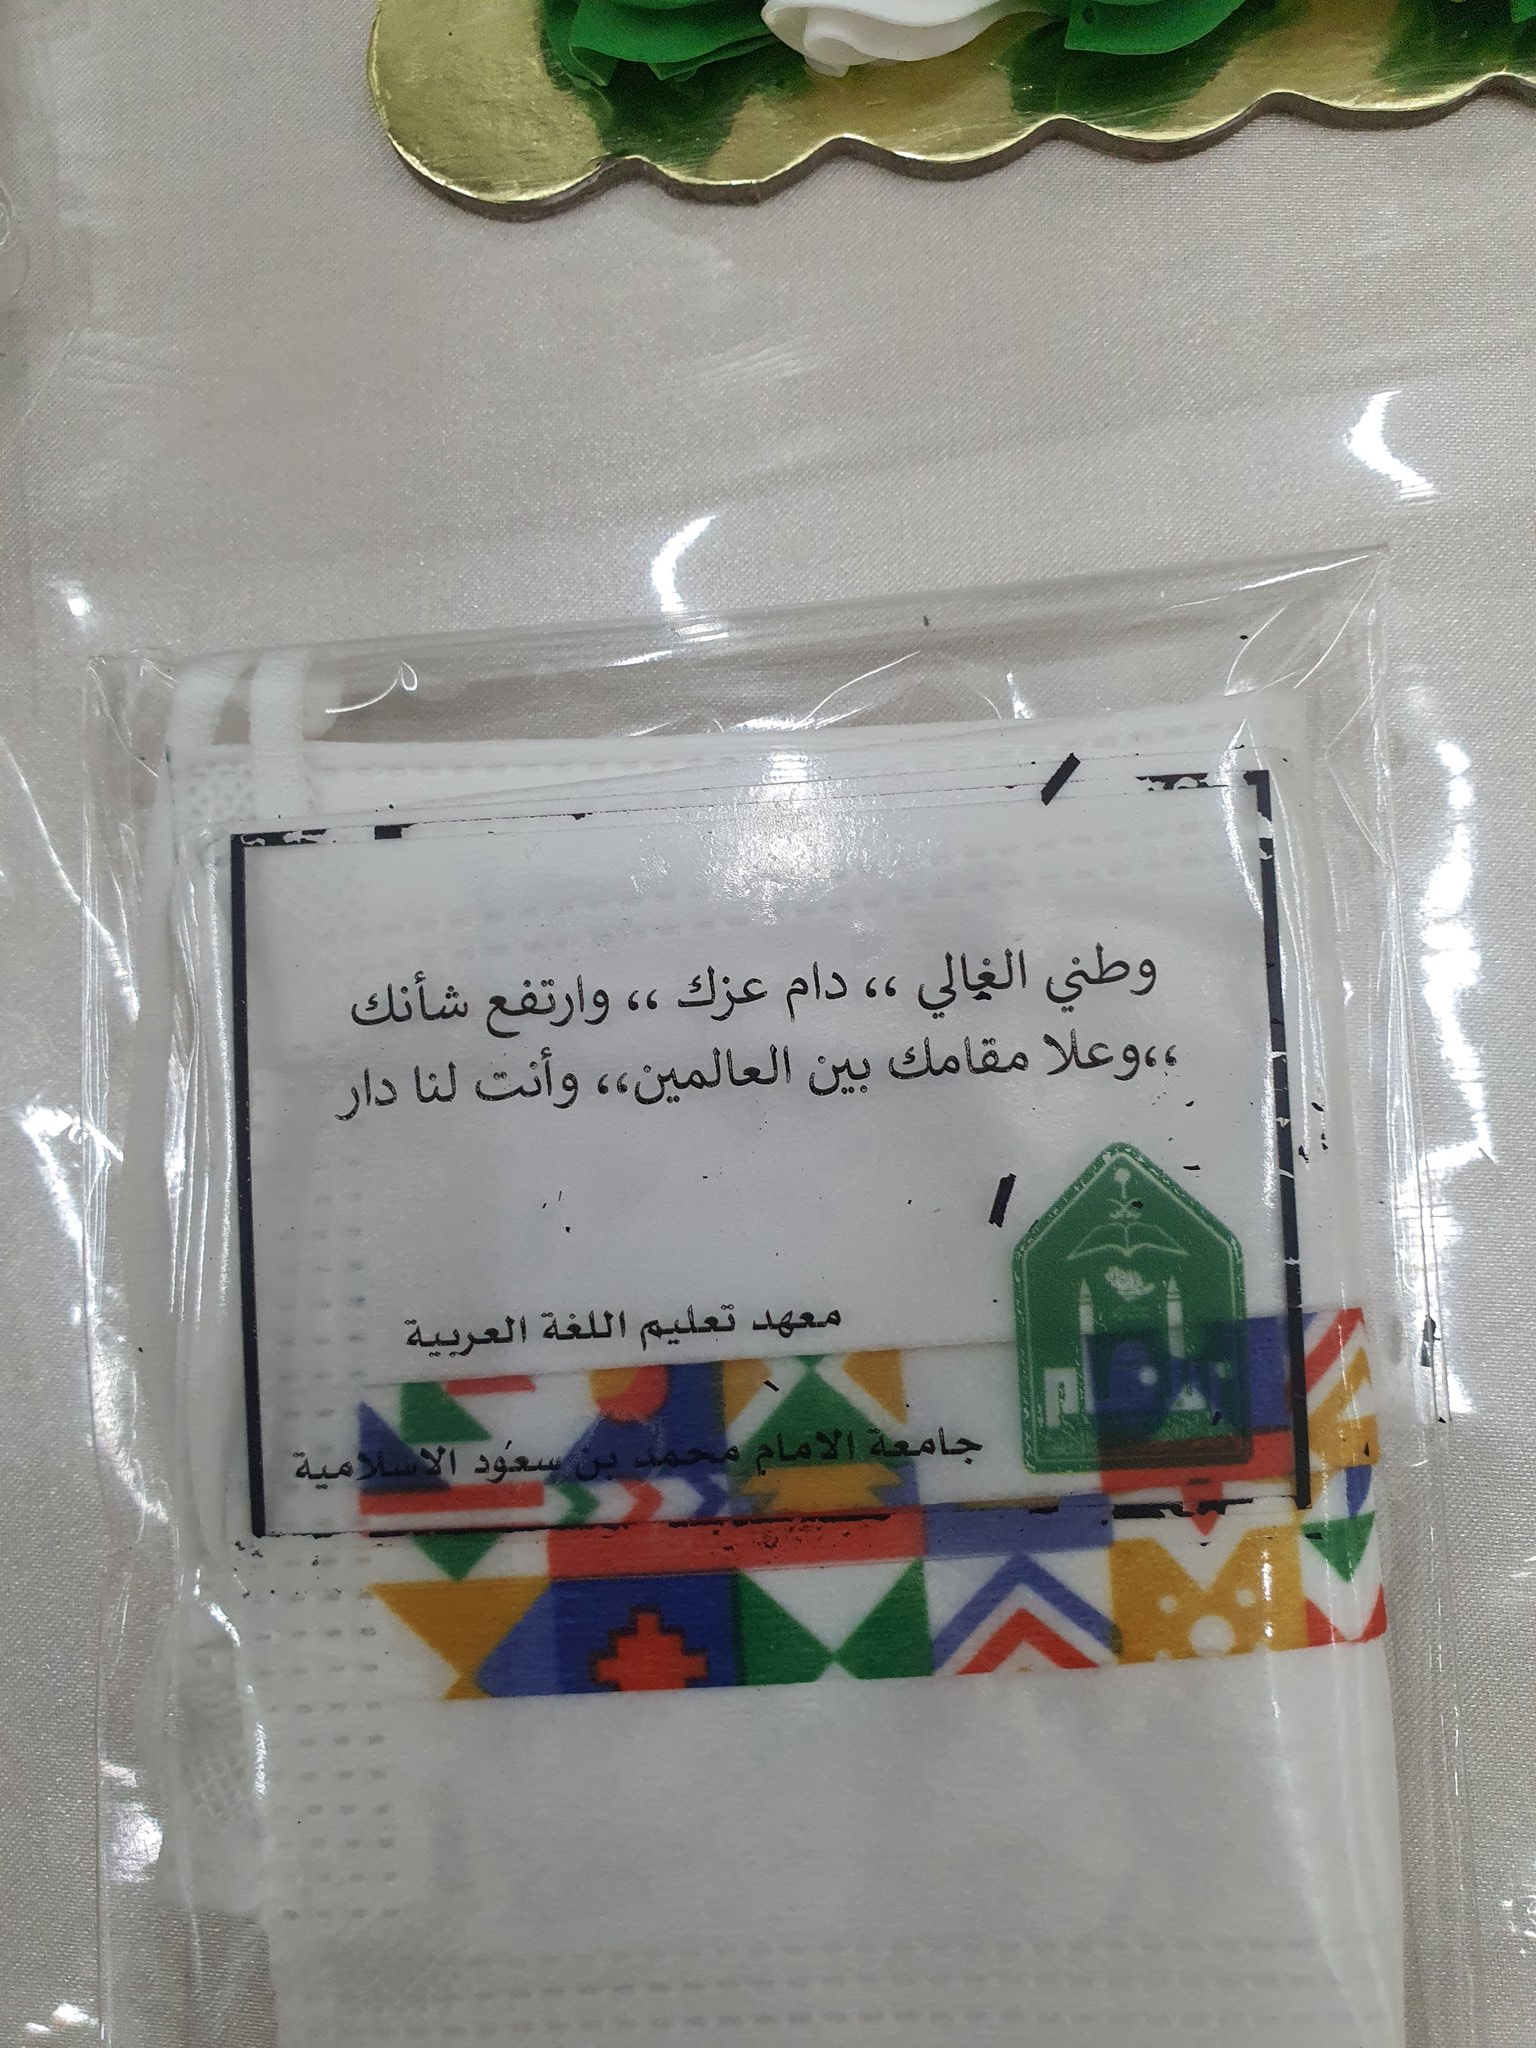 وطني الغالي ،، دام عزك ،، وارتفع شأنك
،،وعلا مقامك بين العالمين،، وأنت لنا دار
معهد تعليم اللغة العربية
جامعة الامام محمد بن سعود الاسلامية